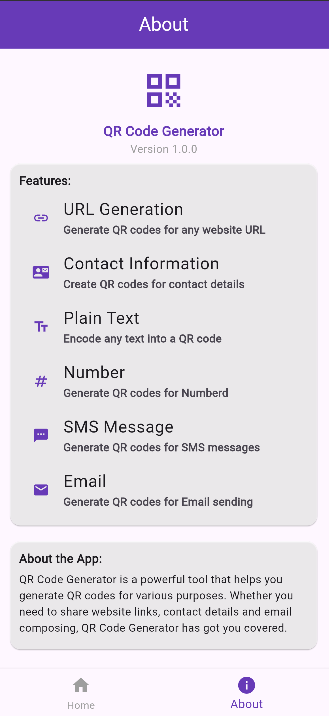 About
QR Code Generator
Version 1.0.0
Features:
URL Generation
Generate QR codes for any website URL
Contact Information
Create QR codes for contact details
Plain Text
Encode any text into a QR code
Number
Generate QR codes for Numberd
SMS Message
Generate QR codes for SMS messages
Email
Generate QR codes for Email sending
About the App:
QR Code Generator is a powerful tool that helps you
generate QR codes for various purposes. Whether you
need to share website links, contact details and email
composing, QR Code Generator has got you covered.
Home
About